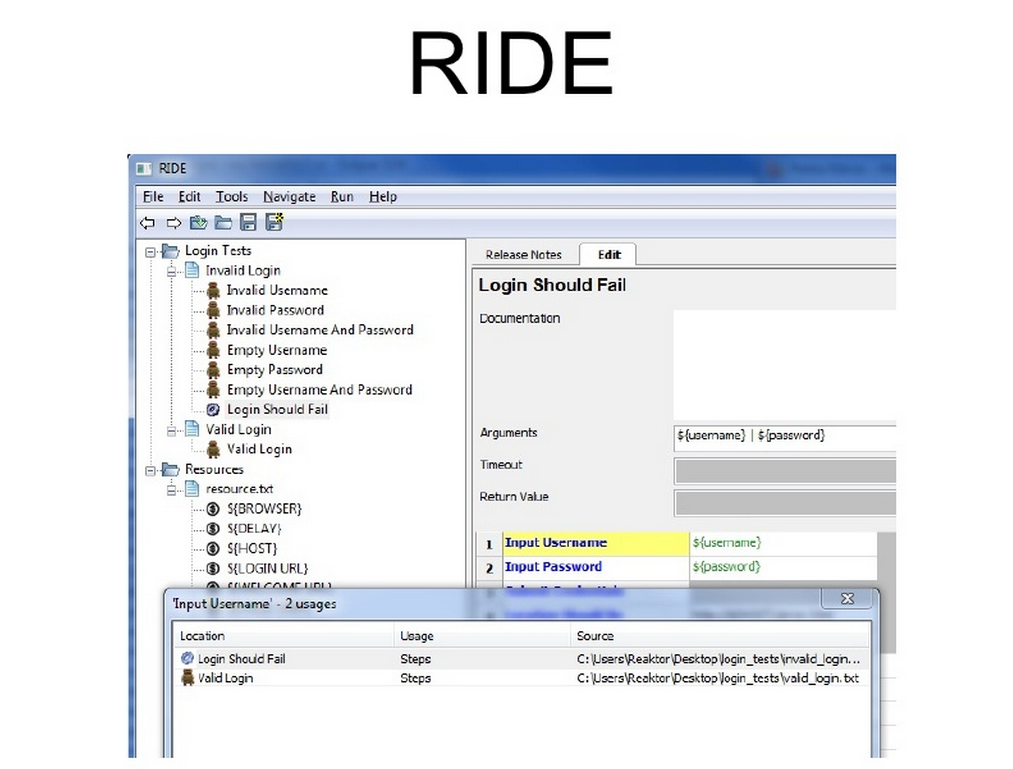 RIDE
RIDE
File Edit Tools Navigate Run Help
Login Tests
Invalid Login
Invalid Username
Invalid Password
Invalid Username And Password
Empty Username
Empty Password
Empty Username And Password
Login Should Fail
Valid Login
Valid Login
Resources
resource.txt
${BROWSER}
${DELAY}
${HOST}
${LOGIN URL}
${WELCOME URL}
Release Notes Edit
Login Should Fail
Documentation
Arguments ${username} | ${password}
Timeout
Return Value
1 Input Username ${username}
2 Input Password ${password}
3 Submit Credentials
'Input Username' - 2 usages
Location Usage Source
Login Should Fail Steps C:\Users\Reaktor\Desktop\login_tests\invalid_login...
Valid Login Steps C:\Users\Reaktor\Desktop\login_tests\valid_login.txt